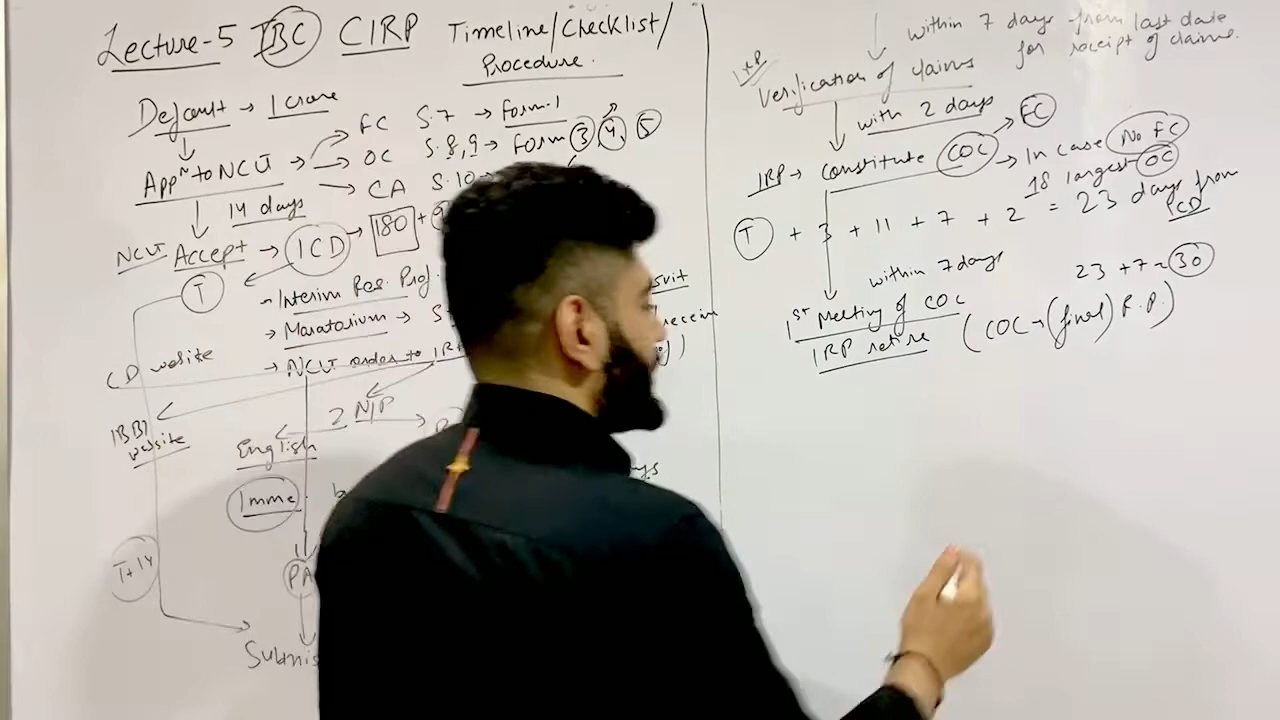 Lecture-5 IBC CIRP Timeline/Checklist/
Procedure.
Default → 1 crore
Appⁿ to NCLT → FC S.7 → form-1
→ OC S.8,9 → form 3, 4, 5
→ CA S.10
14 days
NCLT Accept → ICD → 180 + 9
T
- Interim Res. Prof.
→ Maratorium → S
CD website
→ NCLT order to IRP
2 N/P
IBBI
website
English
Imme
T+14
PA
Submis
within 7 days from last date
for receipt of claims.
IRP
Verification of claims
with 2 days
IRP → constitute COC → FC
→ In case No FC
18 largest OC
T + 3 + 11 + 7 + 2 = 23 days from
ICD
within 7 days
23 + 7 = 30
1ST Meeting of COC
IRP retire (COC → (final) R.P.)